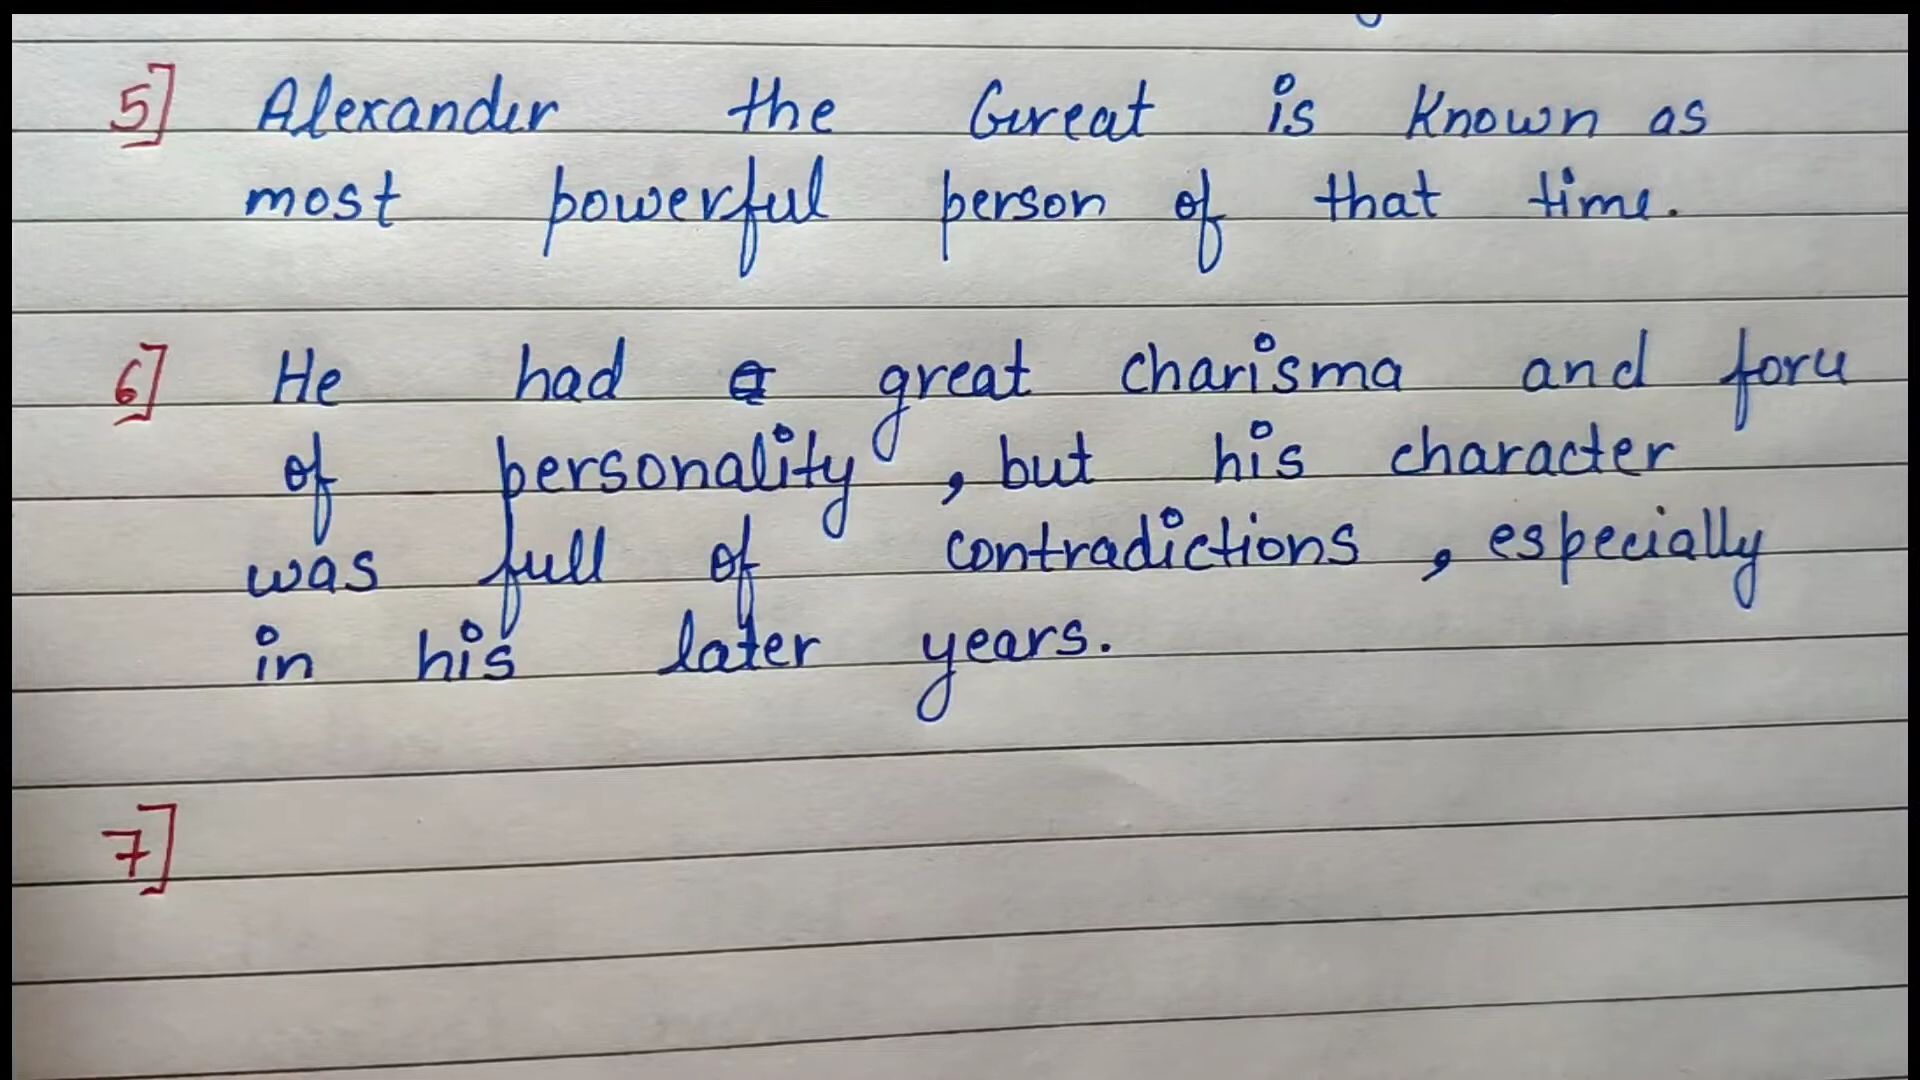 5] Alexander the Great is Known as
most powerful person of that time.
6] He had a great charisma and force
of personality, but his character
was full of contradictions, especially
in his later years.
7]